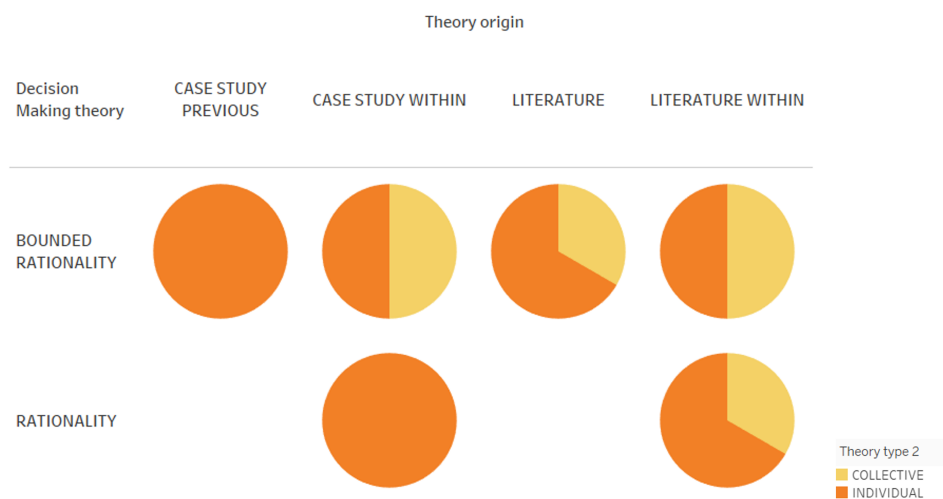 Theory origin
Decision
Making theory
CASE STUDY
PREVIOUS
CASE STUDY WITHIN
LITERATURE
LITERATURE WITHIN
BOUNDED
RATIONALITY
RATIONALITY
Theory type 2
COLLECTIVE
INDIVIDUAL